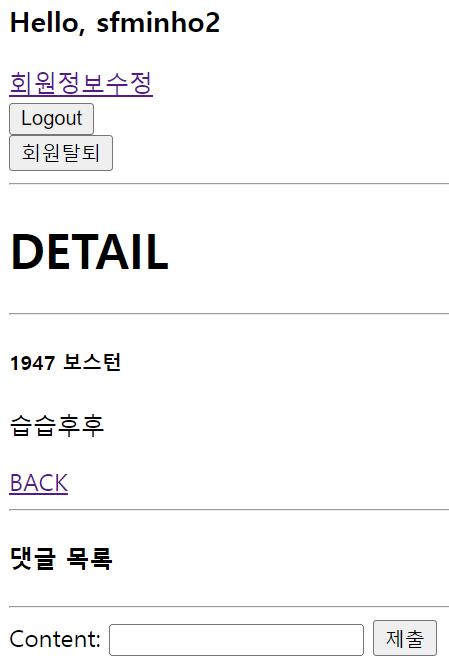 Hello, sfminho2
회원정보수정
Logout
회원탈퇴
DETAIL
1947 보스턴
습습후후
BACK
댓글 목록
Content: 제출